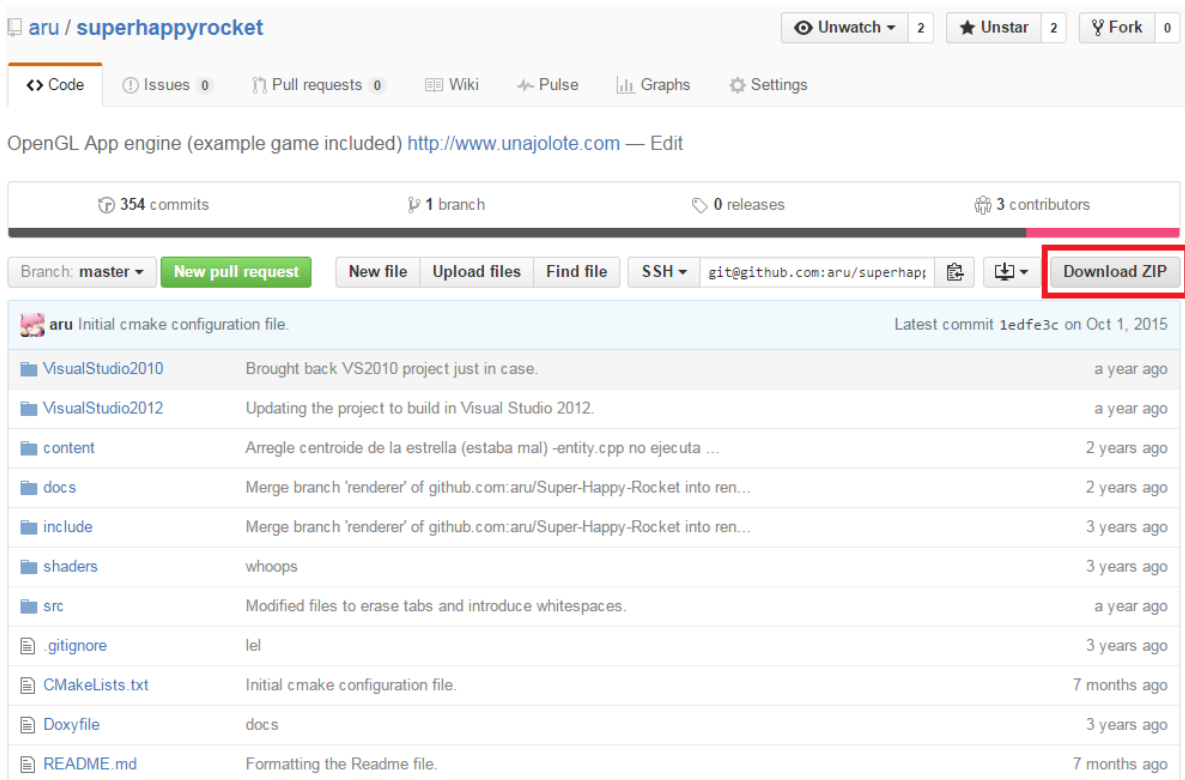 aru / superhappyrocket
Unwatch 2 Unstar 2 Fork 0
Code Issues 0 Pull requests 0 Wiki Pulse Graphs Settings
OpenGL App engine (example game included) http://www.unajolote.com — Edit
354 commits 1 branch 0 releases 3 contributors
Branch: master New pull request New file Upload files Find file SSH git@github.com:aru/superhap Download ZIP
aru Initial cmake configuration file. Latest commit 1edfe3c on Oct 1, 2015
VisualStudio2010 Brought back VS2010 project just in case. a year ago
VisualStudio2012 Updating the project to build in Visual Studio 2012. a year ago
content Arregle centroide de la estrella (estaba mal) -entity.cpp no ejecuta … 2 years ago
docs Merge branch 'renderer' of github.com:aru/Super-Happy-Rocket into ren… 2 years ago
include Merge branch 'renderer' of github.com:aru/Super-Happy-Rocket into ren… 3 years ago
shaders whoops 3 years ago
src Modified files to erase tabs and introduce whitespaces. a year ago
.gitignore lel 3 years ago
CMakeLists.txt Initial cmake configuration file. 7 months ago
Doxyfile docs 3 years ago
README.md Formatting the Readme file. 7 months ago